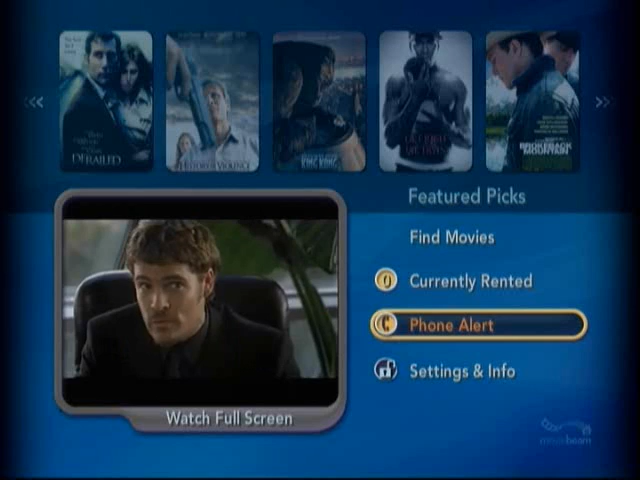 DERAILED
HISTORY OF VIOLENCE
KING KONG
GET RICH
OR DIE TRYIN'
BROKEBACK
MOUNTAIN
Featured Picks
Find Movies
0 Currently Rented
Phone Alert
Settings & Info
Watch Full Screen
moviebeam